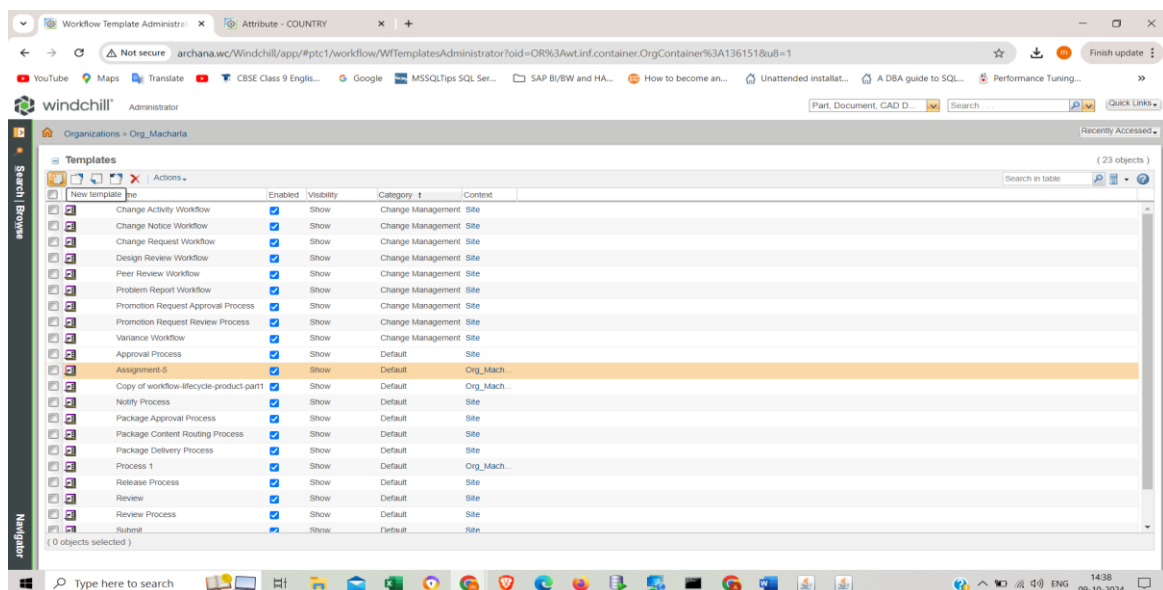 Workflow Template Administrat
Attribute - COUNTRY
Not secure archana.wc/Windchill/app/#ptc1/workflow/WfTemplatesAdministrator?oid=OR%3Awt.inf.container.OrgContainer%3A136151&u8=1
m
Finish update
YouTube Maps Translate CBSE Class 9 Englis... Google MSSQLTips SQL Ser... SAP BI/BW and HA... How to become an... Unattended installat... A DBA guide to SQL... Performance Tuning... »
windchill Administrator Part, Document, CAD D... Search . . . Quick Links
Organizations > Org_Macharla Recently Accessed
Search | Browse
Templates ( 23 objects )
Actions Search in table
New template me Enabled Visibility Category ↑ Context
Change Activity Workflow Show Change Management Site
Change Notice Workflow Show Change Management Site
Change Request Workflow Show Change Management Site
Design Review Workflow Show Change Management Site
Peer Review Workflow Show Change Management Site
Problem Report Workflow Show Change Management Site
Promotion Request Approval Process Show Change Management Site
Promotion Request Review Process Show Change Management Site
Variance Workflow Show Change Management Site
Approval Process Show Default Site
Assignment-5 Show Default Org_Mach...
Copy of workflow-lifecycle-product-part1 Show Default Org_Mach...
Notify Process Show Default Site
Package Approval Process Show Default Site
Package Content Routing Process Show Default Site
Package Delivery Process Show Default Site
Process 1 Show Default Org_Mach...
Release Process Show Default Site
Review Show Default Site
Review Process Show Default Site
Submit Show Default Site
( 0 objects selected )
Navigator
Type here to search
ENG
14:38
09-10-2024